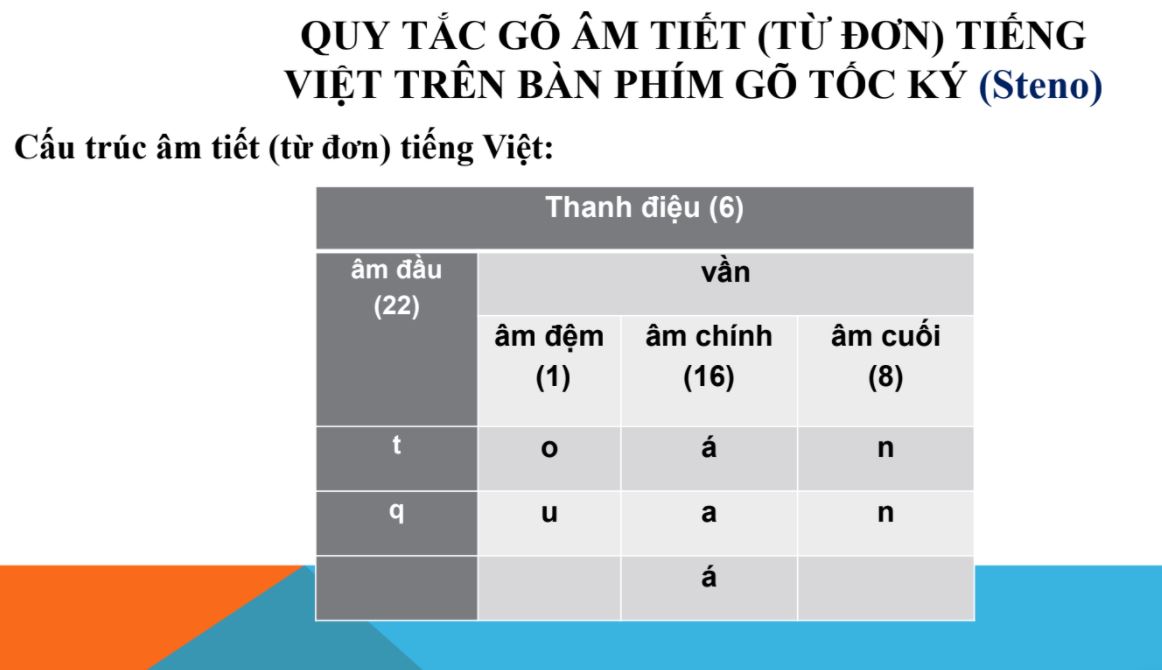 QUY TẮC GÕ ÂM TIẾT (TỪ ĐƠN) TIẾNG
VIỆT TRÊN BÀN PHÍM GÕ TỐC KÝ (Steno)
Cấu trúc âm tiết (từ đơn) tiếng Việt:
Thanh điệu (6)
âm đầu
(22)
vần
âm đệm
(1)
âm chính
(16)
âm cuối
(8)
t o á n
q u a n
á